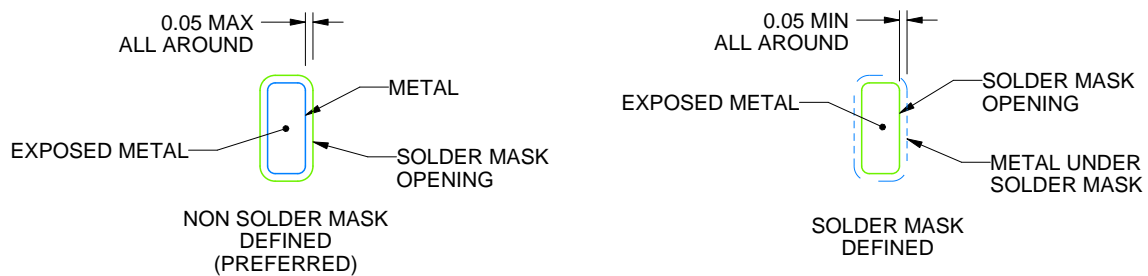 0.05 MAX
ALL AROUND
METAL
EXPOSED METAL
SOLDER MASK
OPENING
NON SOLDER MASK
DEFINED
(PREFERRED)
0.05 MIN
ALL AROUND
SOLDER MASK
OPENING
EXPOSED METAL
METAL UNDER
SOLDER MASK
SOLDER MASK
DEFINED